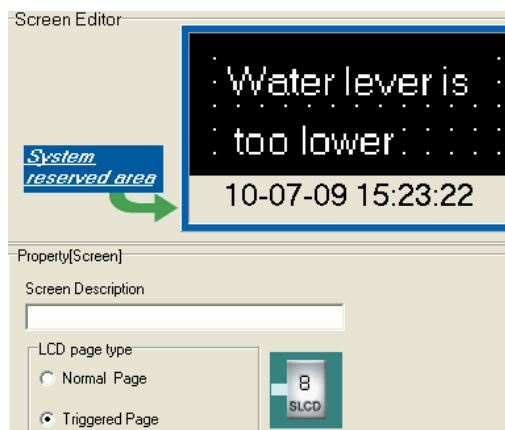 Screen Editor
Water lever is
too lower
System
reserved area
10-07-09 15:23:22
Property[Screen]
Screen Description
LCD page type
Normal Page
8
SLCD
Triggered Page